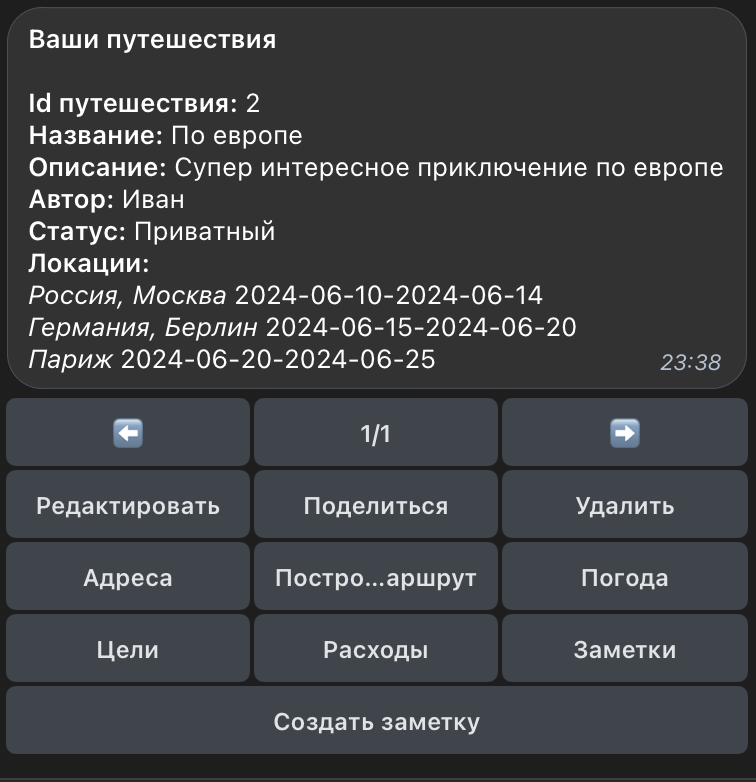 Ваши путешествия
Id путешествия: 2
Название: По европе
Описание: Супер интересное приключение по европе
Автор: Иван
Статус: Приватный
Локации:
Россия, Москва 2024-06-10-2024-06-14
Германия, Берлин 2024-06-15-2024-06-20
Париж 2024-06-20-2024-06-25
23:38
1/1
Редактировать Поделиться Удалить
Адреса Постро...аршрут Погода
Цели Расходы Заметки
Создать заметку